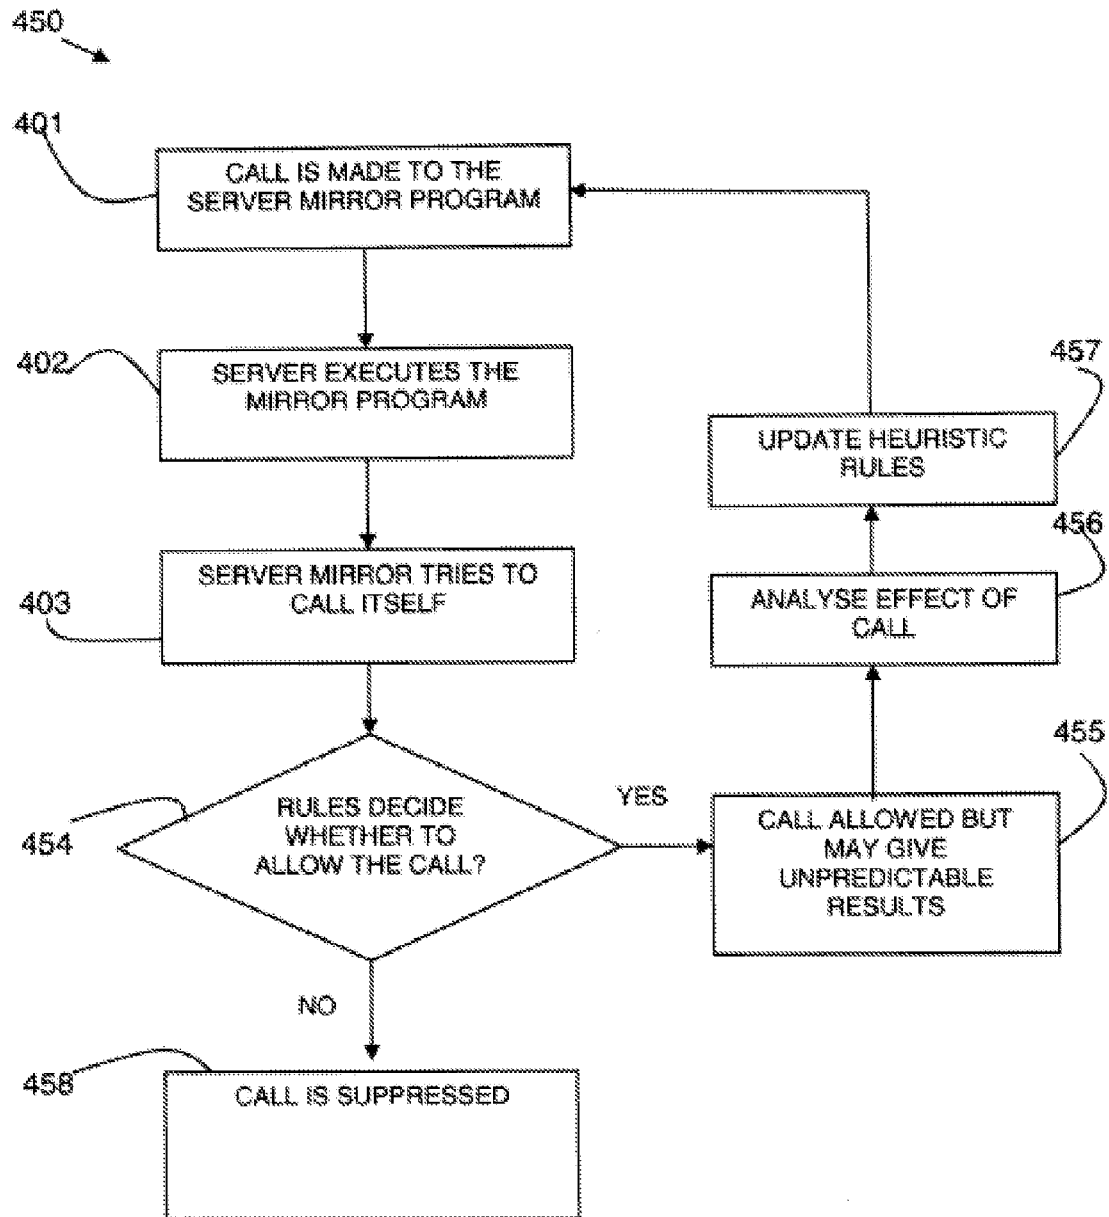 450
401
CALL IS MADE TO THE
SERVER MIRROR PROGRAM
402
SERVER EXECUTES THE
MIRROR PROGRAM
457
UPDATE HEURISTIC
RULES
456
403
SERVER MIRROR TRIES TO
CALL ITSELF
ANALYSE EFFECT OF
CALL
454
RULES DECIDE
WHETHER TO
ALLOW THE CALL?
YES
455
CALL ALLOWED BUT
MAY GIVE
UNPREDICTABLE
RESULTS
NO
458
CALL IS SUPPRESSED